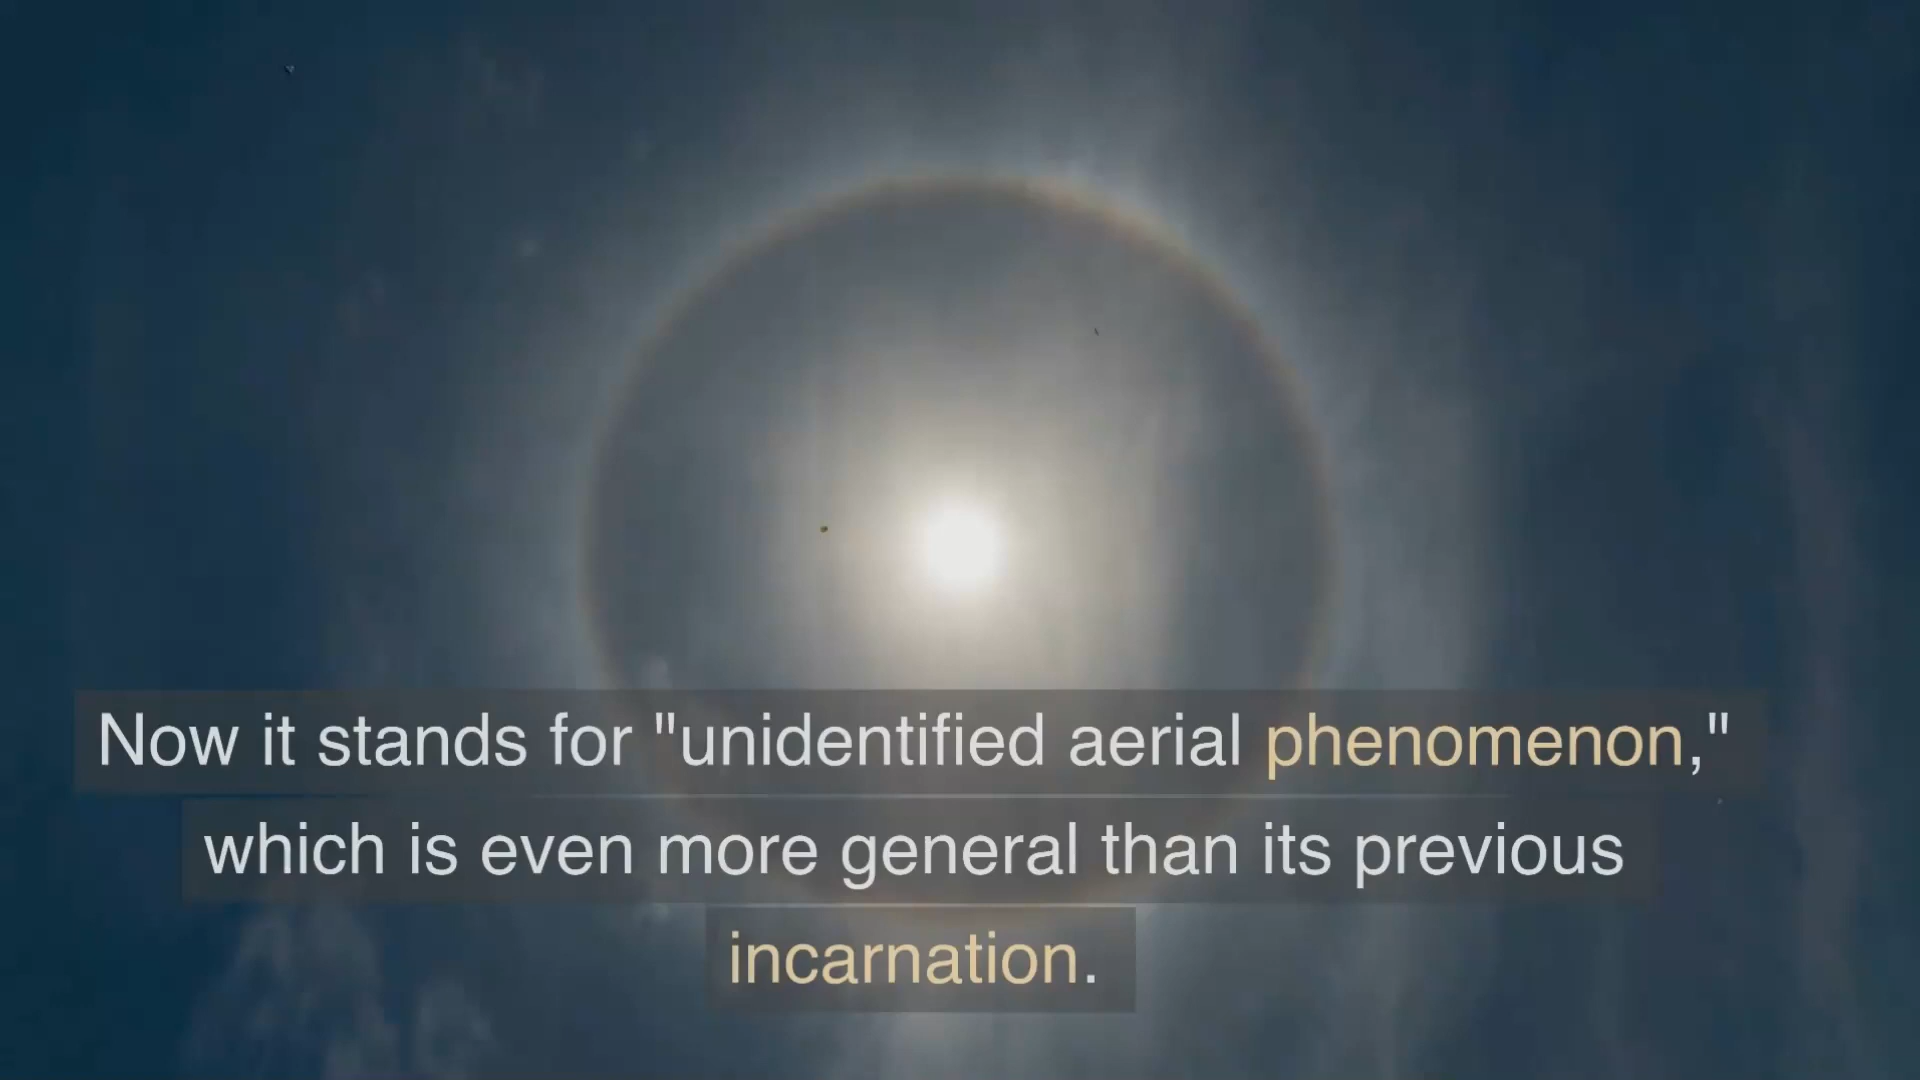 Now it stands for "unidentified aerial phenomenon,"
which is even more general than its previous
incarnation.